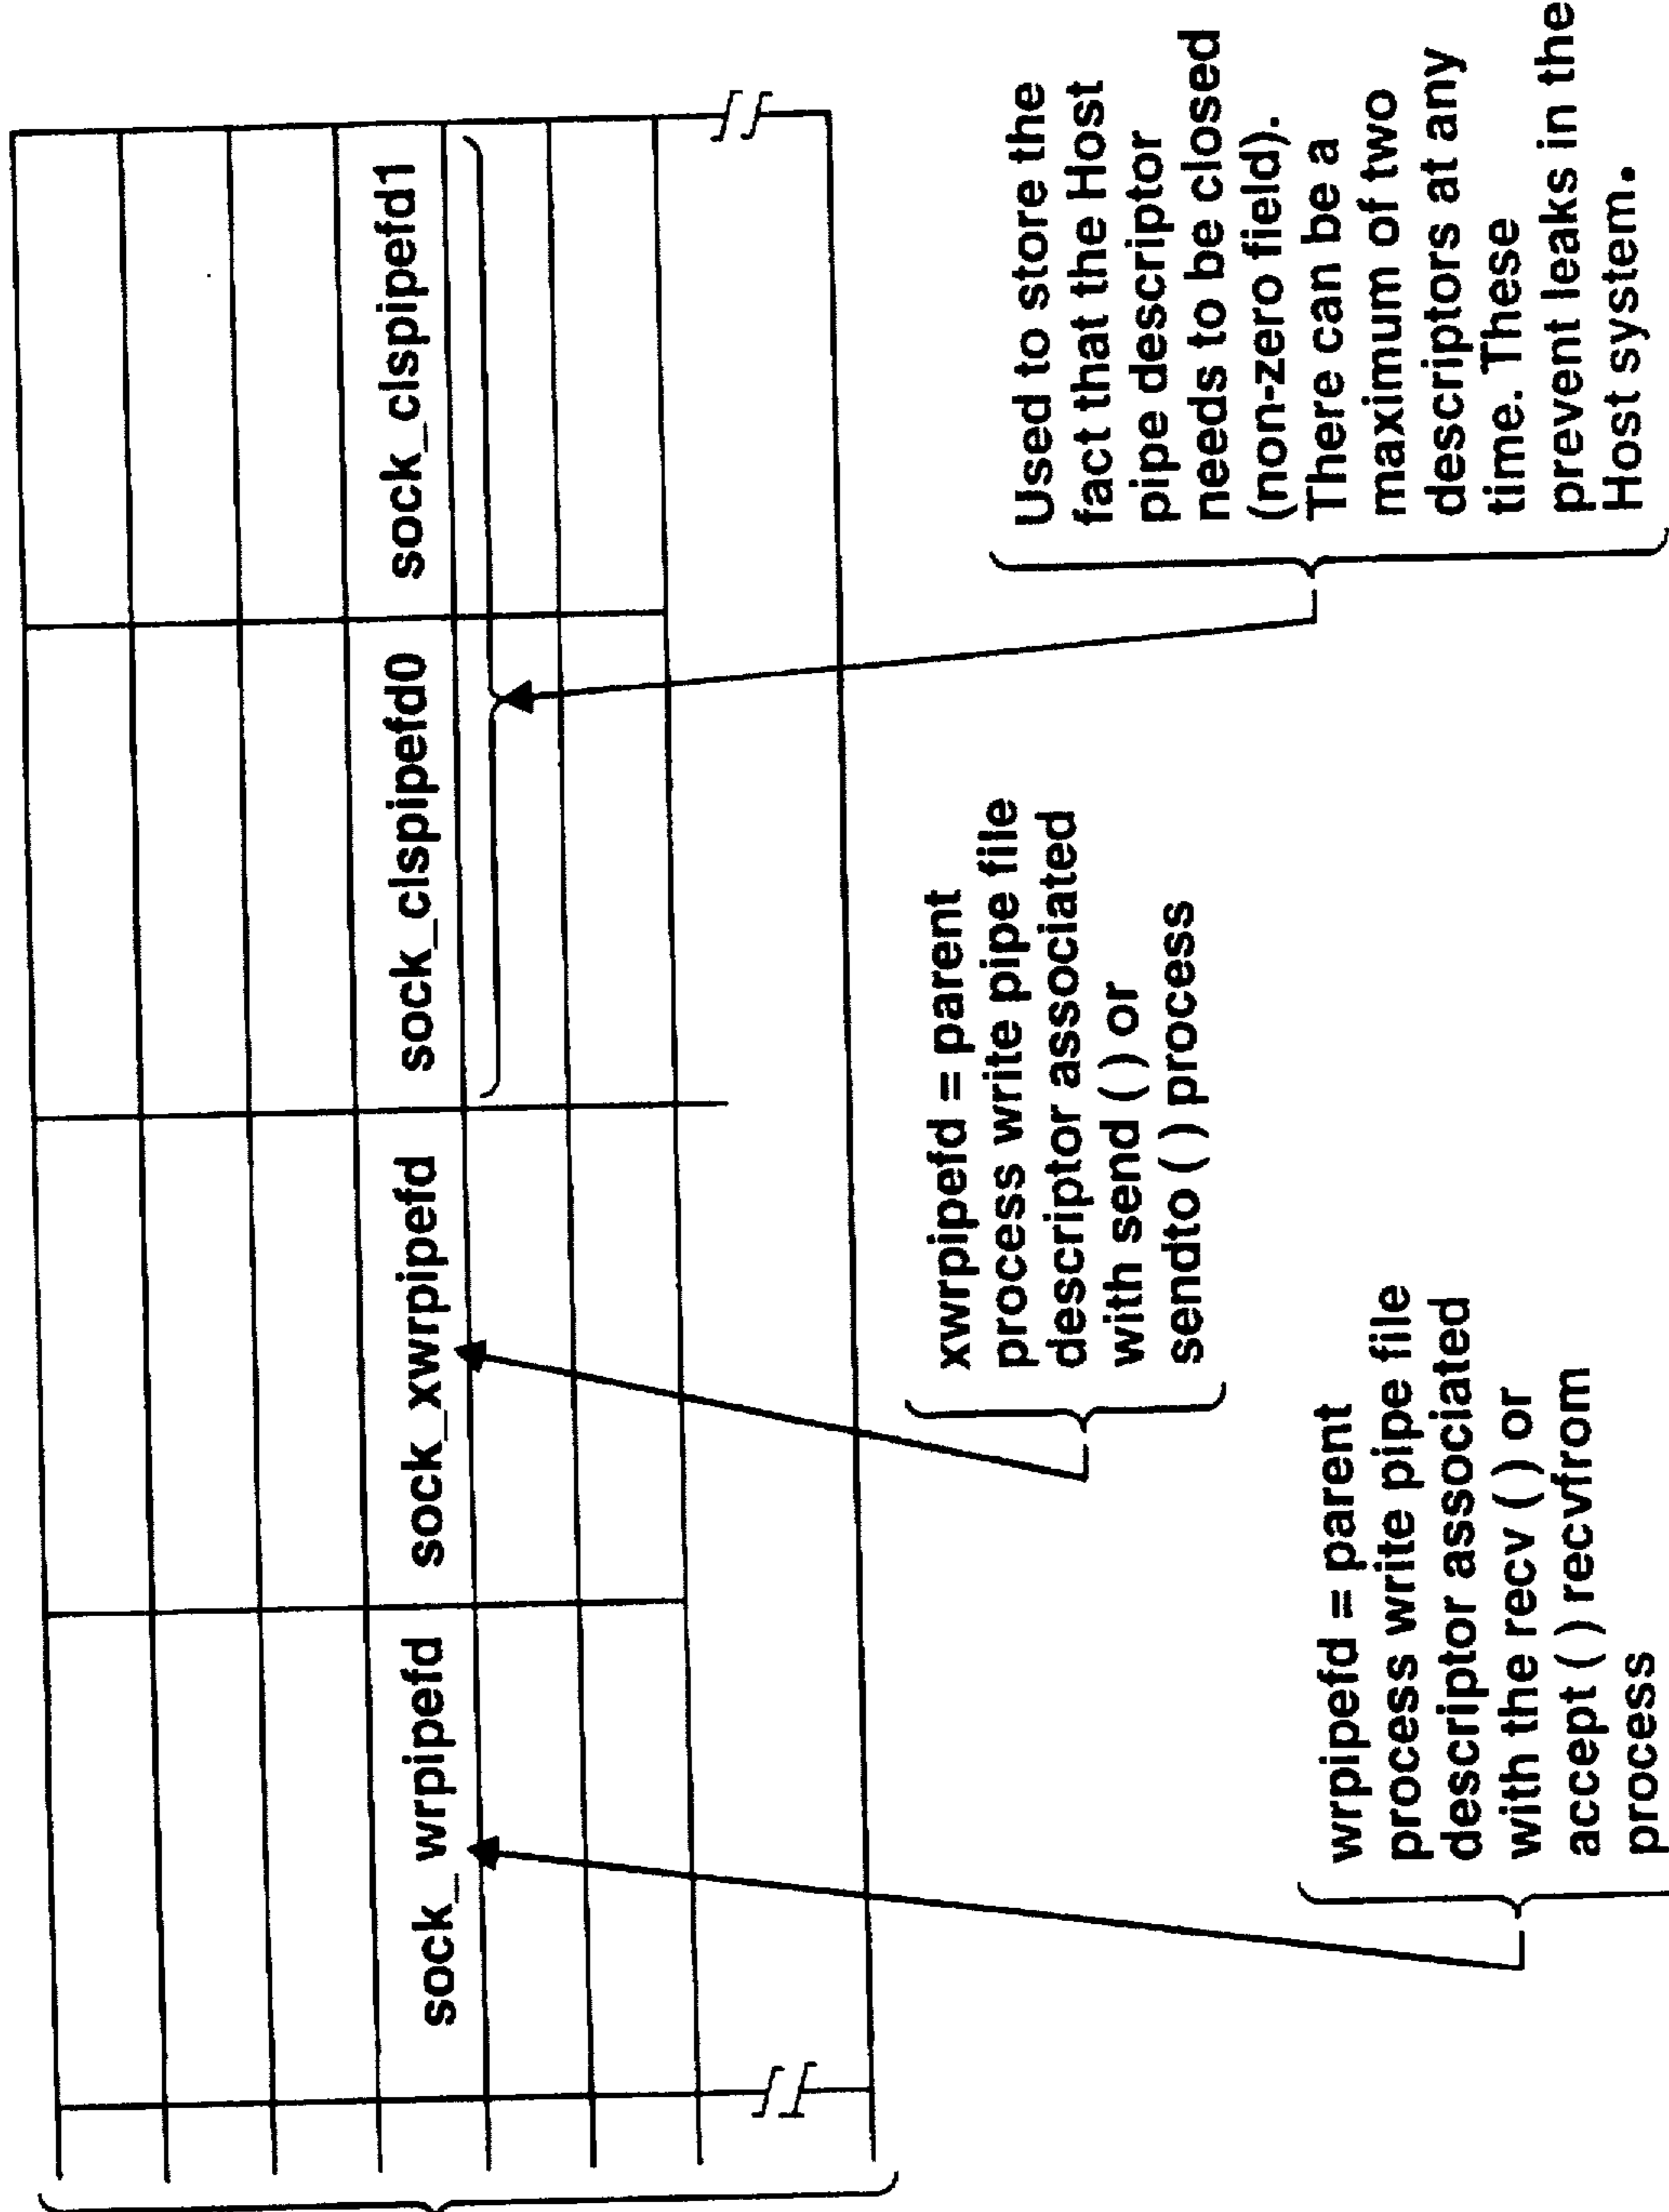 sock_wrpipefd sock_xwrpipefd sock_clspipefd0 sock_clspipefd1
wrpipefd = parent
process write pipe file
descriptor associated
with the recv ( ) or
accept ( ) recvfrom
process
xwrpipefd = parent
process write pipe file
descriptor associated
with send ( ) or
sendto ( ) process
Used to store the
fact that the Host
pipe descriptor
needs to be closed
(non-zero field).
There can be a
maximum of two
descriptors at any
time. These
prevent leaks in the
Host system.